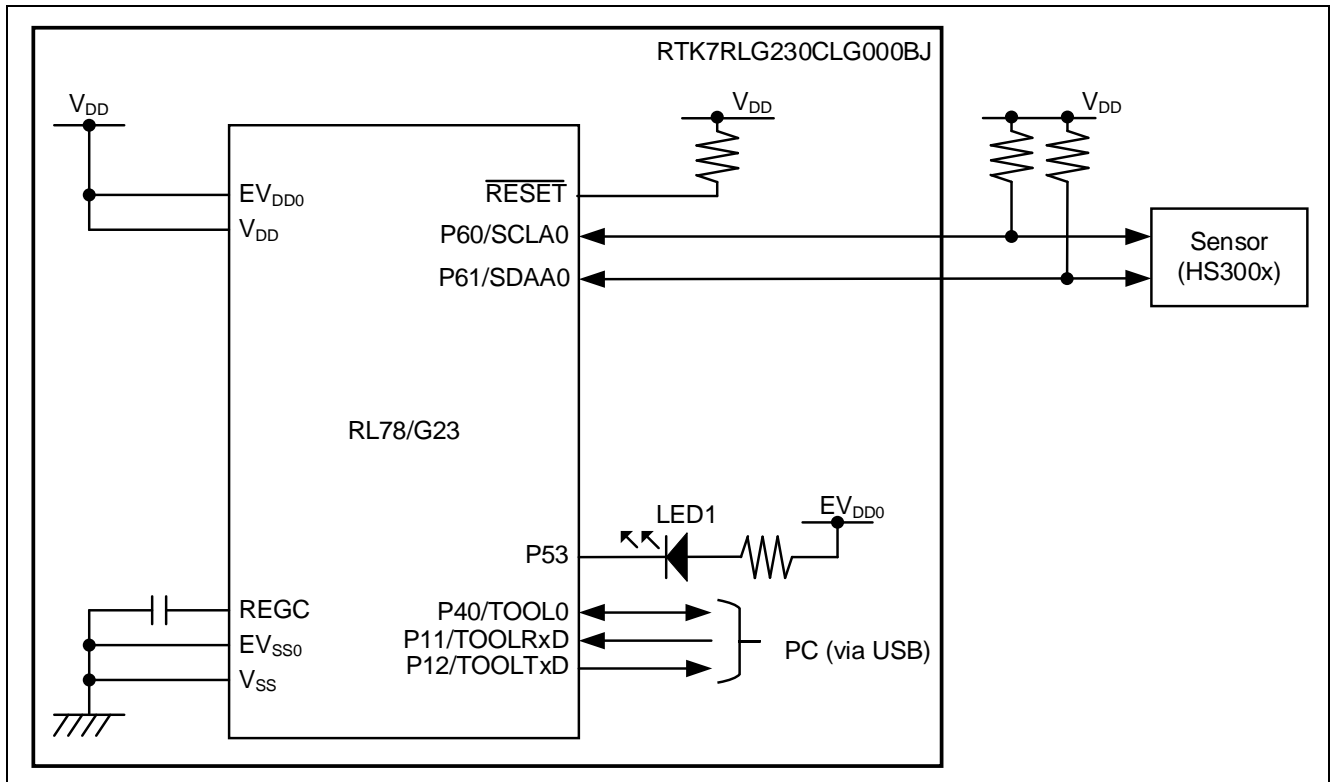 RTK7RLG230CLG000BJ
VDD
VDD
VDD
EVDD0
VDD
RESET
P60/SCLA0
P61/SDAA0
Sensor
(HS300x)
RL78/G23
LED1
EVDD0
P53
REGC
EVSS0
VSS
P40/TOOL0
P11/TOOLRxD
P12/TOOLTxD
PC (via USB)